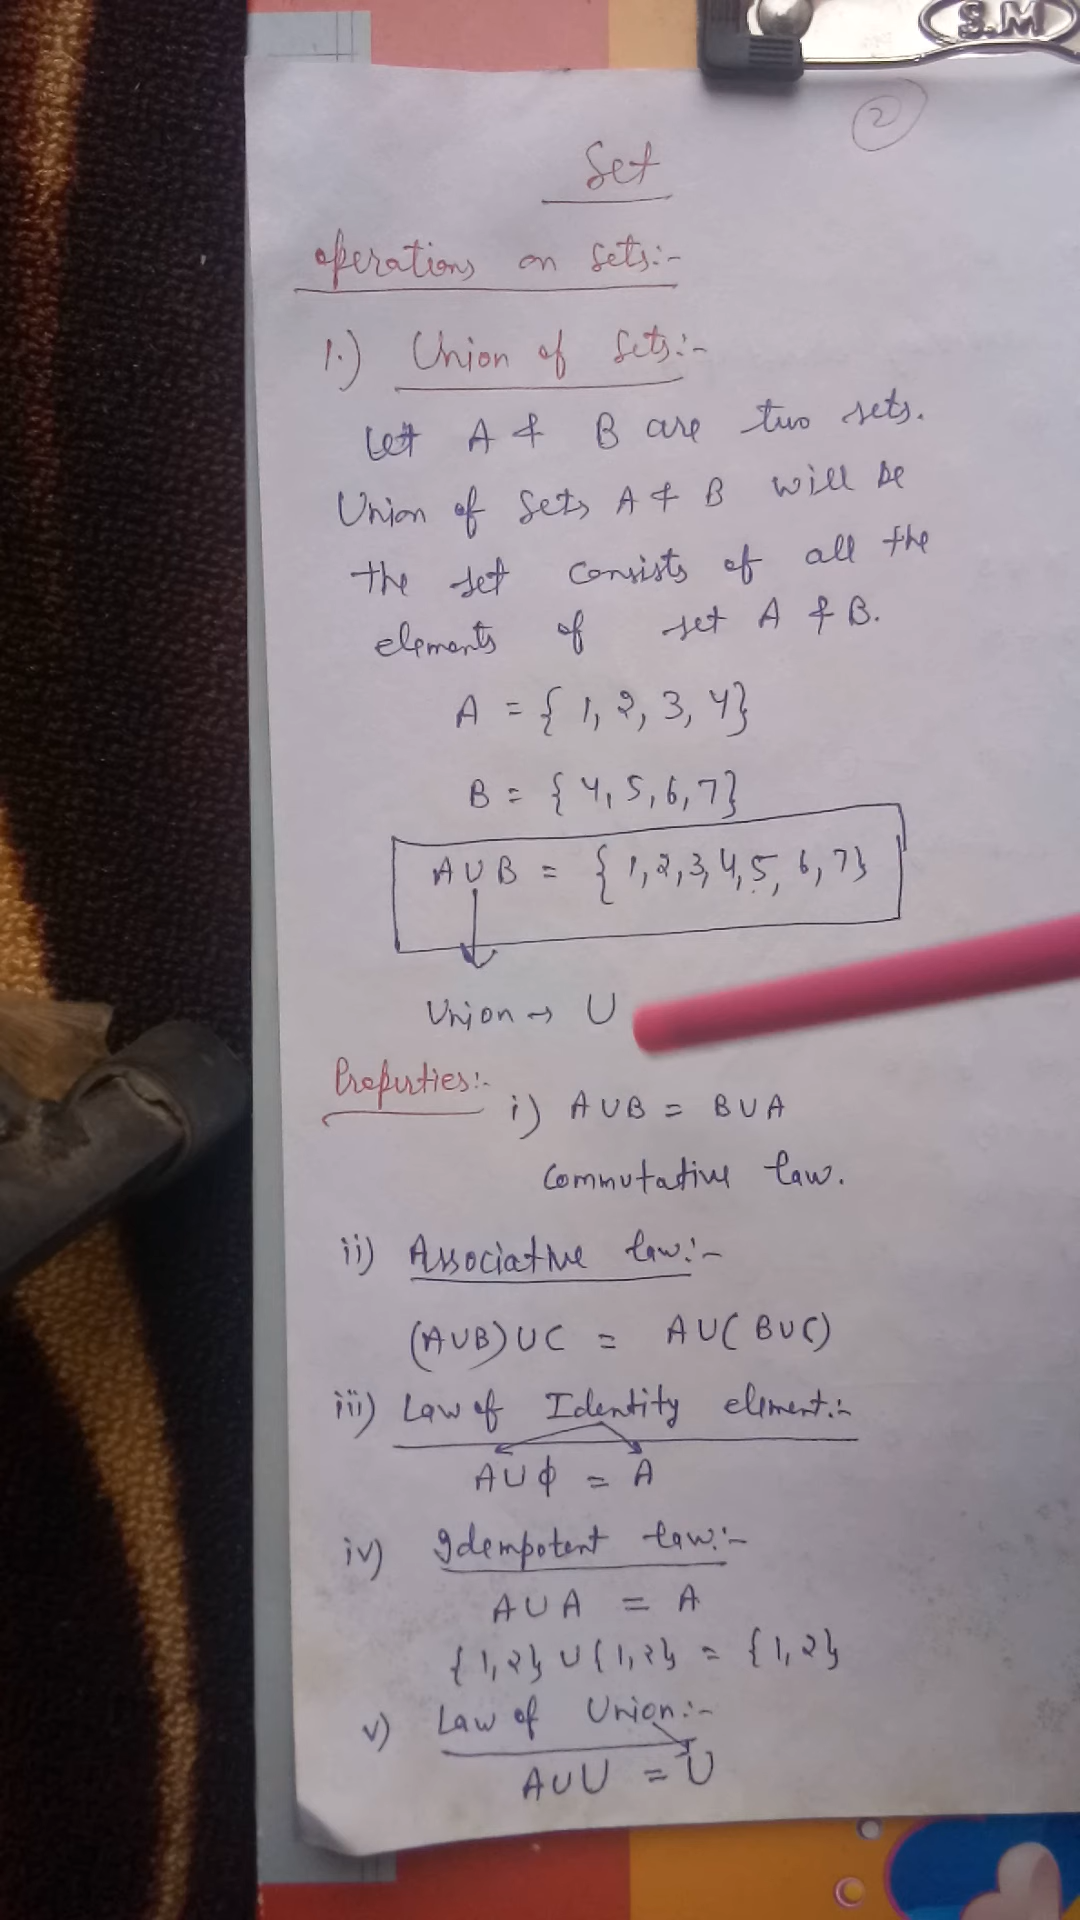 S.M
2
Set
operations on sets:-
1.) Union of Sets:-
Let A & B are two sets.
Union of Sets A & B will be
the set consists of all the
elements of set A & B.
A = { 1, 2, 3, 4}
B = { 4, 5, 6, 7}
A U B = { 1, 2, 3, 4, 5, 6, 7}
Union → U
Properties:-
i) A U B = B U A
Commutative law.
ii) Associative law:-
(A U B) U C = A U ( B U C)
iii) Law of Identity element:-
A U ϕ = A
iv) Idempotent law:-
A U A = A
{ 1, 2} U { 1, 2} = { 1, 2}
v) Law of Union:-
A U U = U